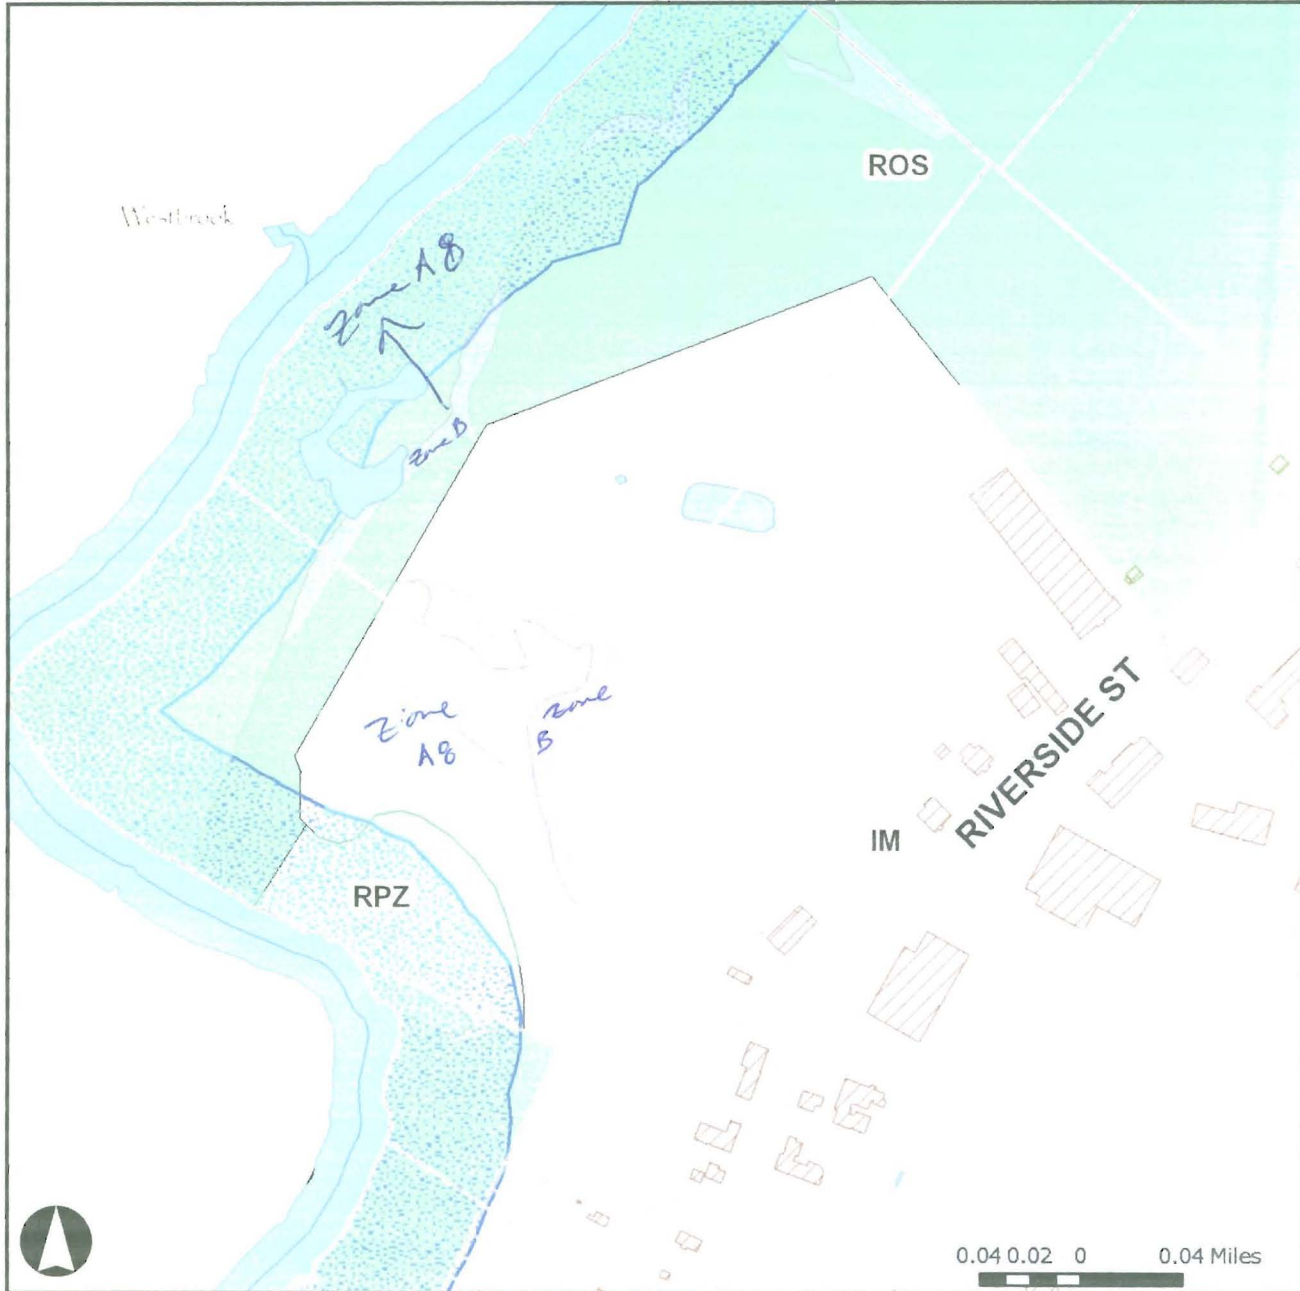 ROS
Westbrook
Zone A8
Zone B
Zone
A8
Zone
B
RIVERSIDE ST
IM
RPZ
0.04 0.02 0 0.04 Miles